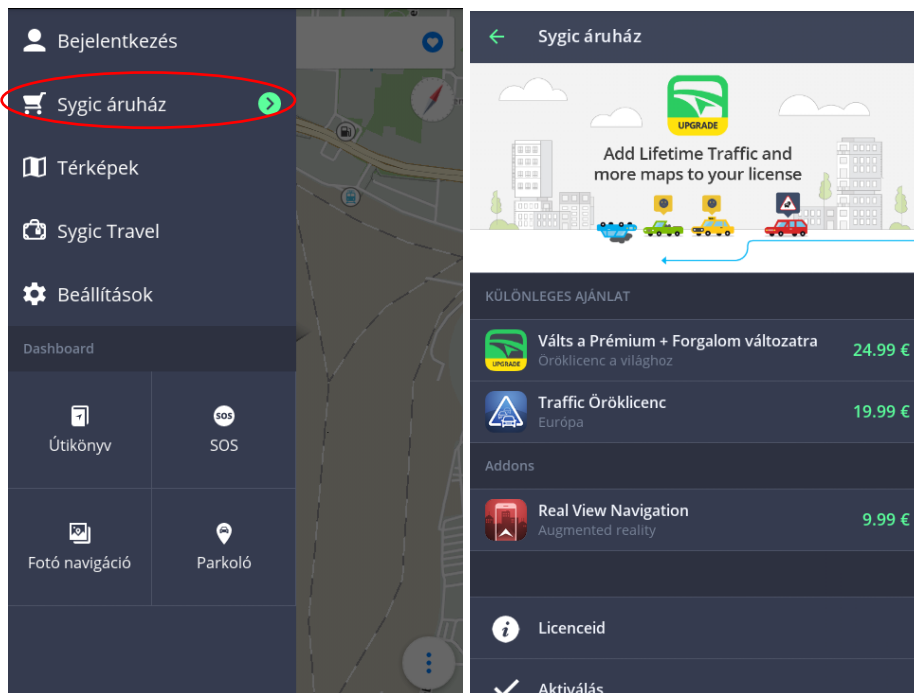 Bejelentkezés
Sygic áruház
Térképek
Sygic Travel
Beállítások
Dashboard
Útikönyv
SOS
SOS
Fotó navigáció
Parkoló
Sygic áruház
UPGRADE
Add Lifetime Traffic and
more maps to your license
KÜLÖNLEGES AJÁNLAT
UPGRADE
Válts a Prémium + Forgalom változatra
Öröklicenc a világhoz
24.99 €
Traffic Öröklicenc
Európa
19.99 €
Addons
Real View Navigation
Augmented reality
9.99 €
Licenceid
Aktiválás